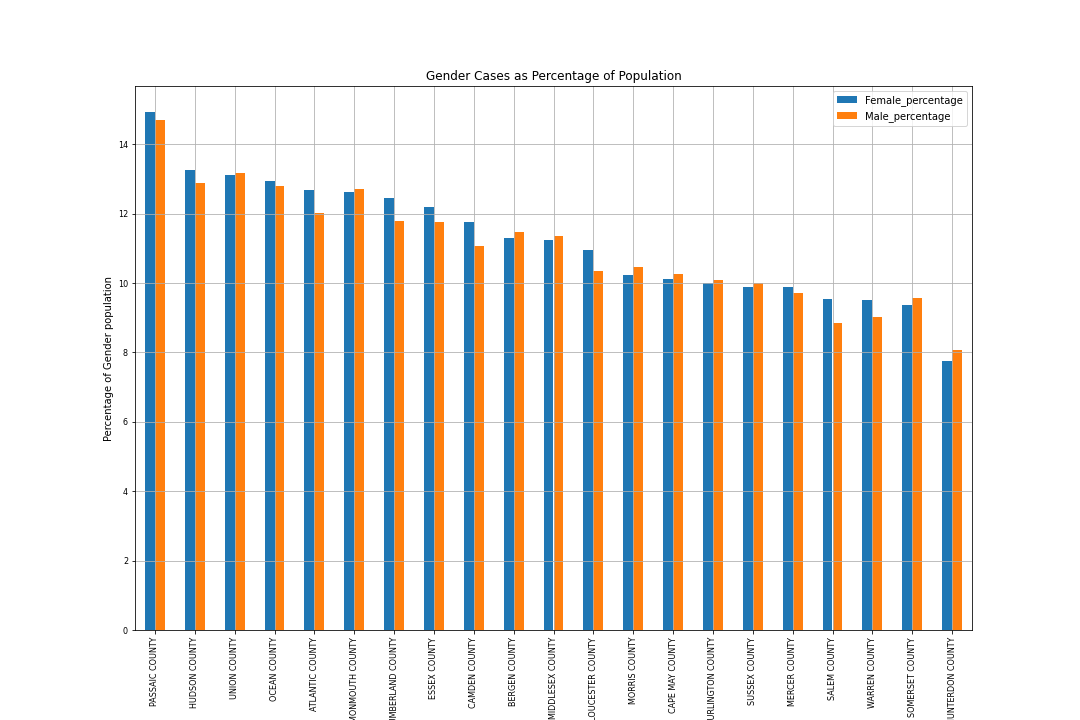 Gender Cases as Percentage of Population
Female_percentage
Male_percentage
Percentage of Gender population
14
12
10
8
6
4
2
0
PASSAIC COUNTY
HUDSON COUNTY
UNION COUNTY
OCEAN COUNTY
ATLANTIC COUNTY
MONMOUTH COUNTY
IMBERLAND COUNTY
ESSEX COUNTY
CAMDEN COUNTY
BERGEN COUNTY
MIDDLESEX COUNTY
LOUCESTER COUNTY
MORRIS COUNTY
CAPE MAY COUNTY
URLINGTON COUNTY
SUSSEX COUNTY
MERCER COUNTY
SALEM COUNTY
WARREN COUNTY
SOMERSET COUNTY
UNTERDON COUNTY